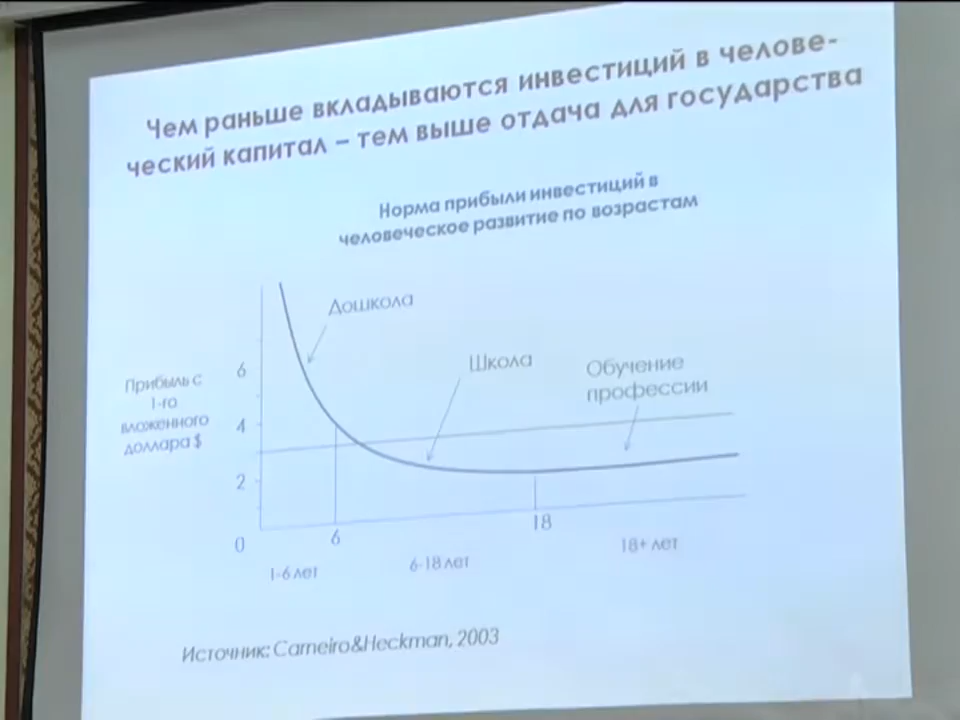 Чем раньше вкладываются инвестиций в челове-
ческий капитал – тем выше отдача для государства
Норма прибыли инвестиций в
человеческое развитие по возрастам
Дошкола
Школа
Обучение
профессии
Прибыль с
1-го
вложенного
доллара $
6
4
2
0
6
18
1-6 лет
6-18 лет
18+ лет
Источник: Carneiro&Heckman, 2003